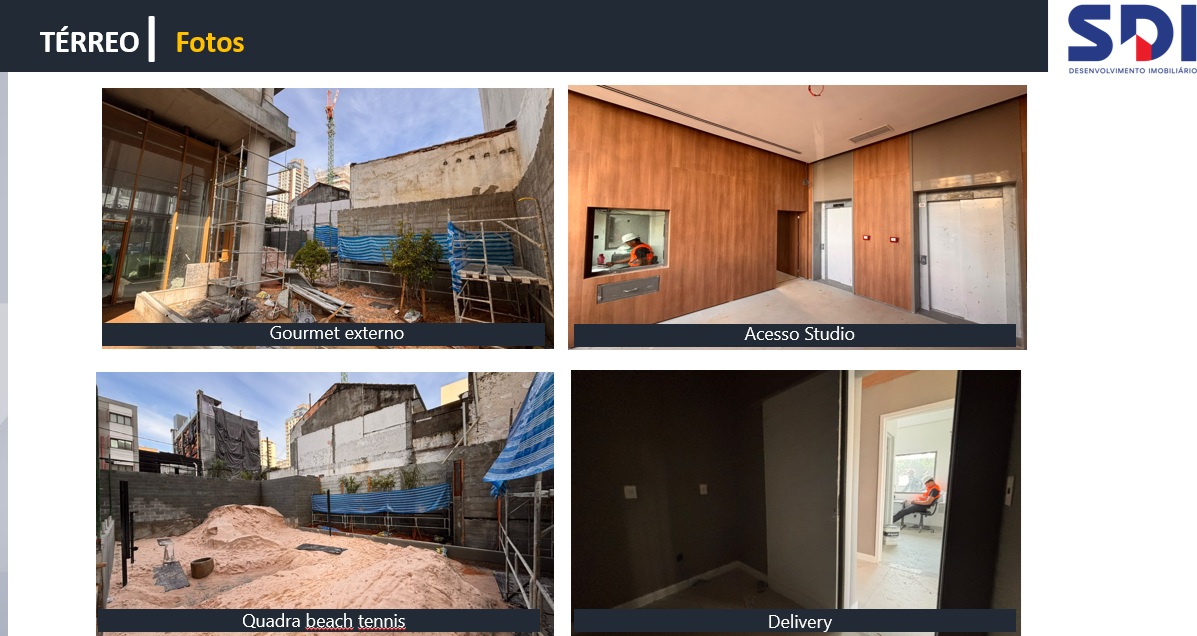 TÉRREO | Fotos
SDI
DESENVOLVIMENTO IMOBILIÁRIO
Gourmet externo
Acesso Studio
Quadra beach tennis
Delivery